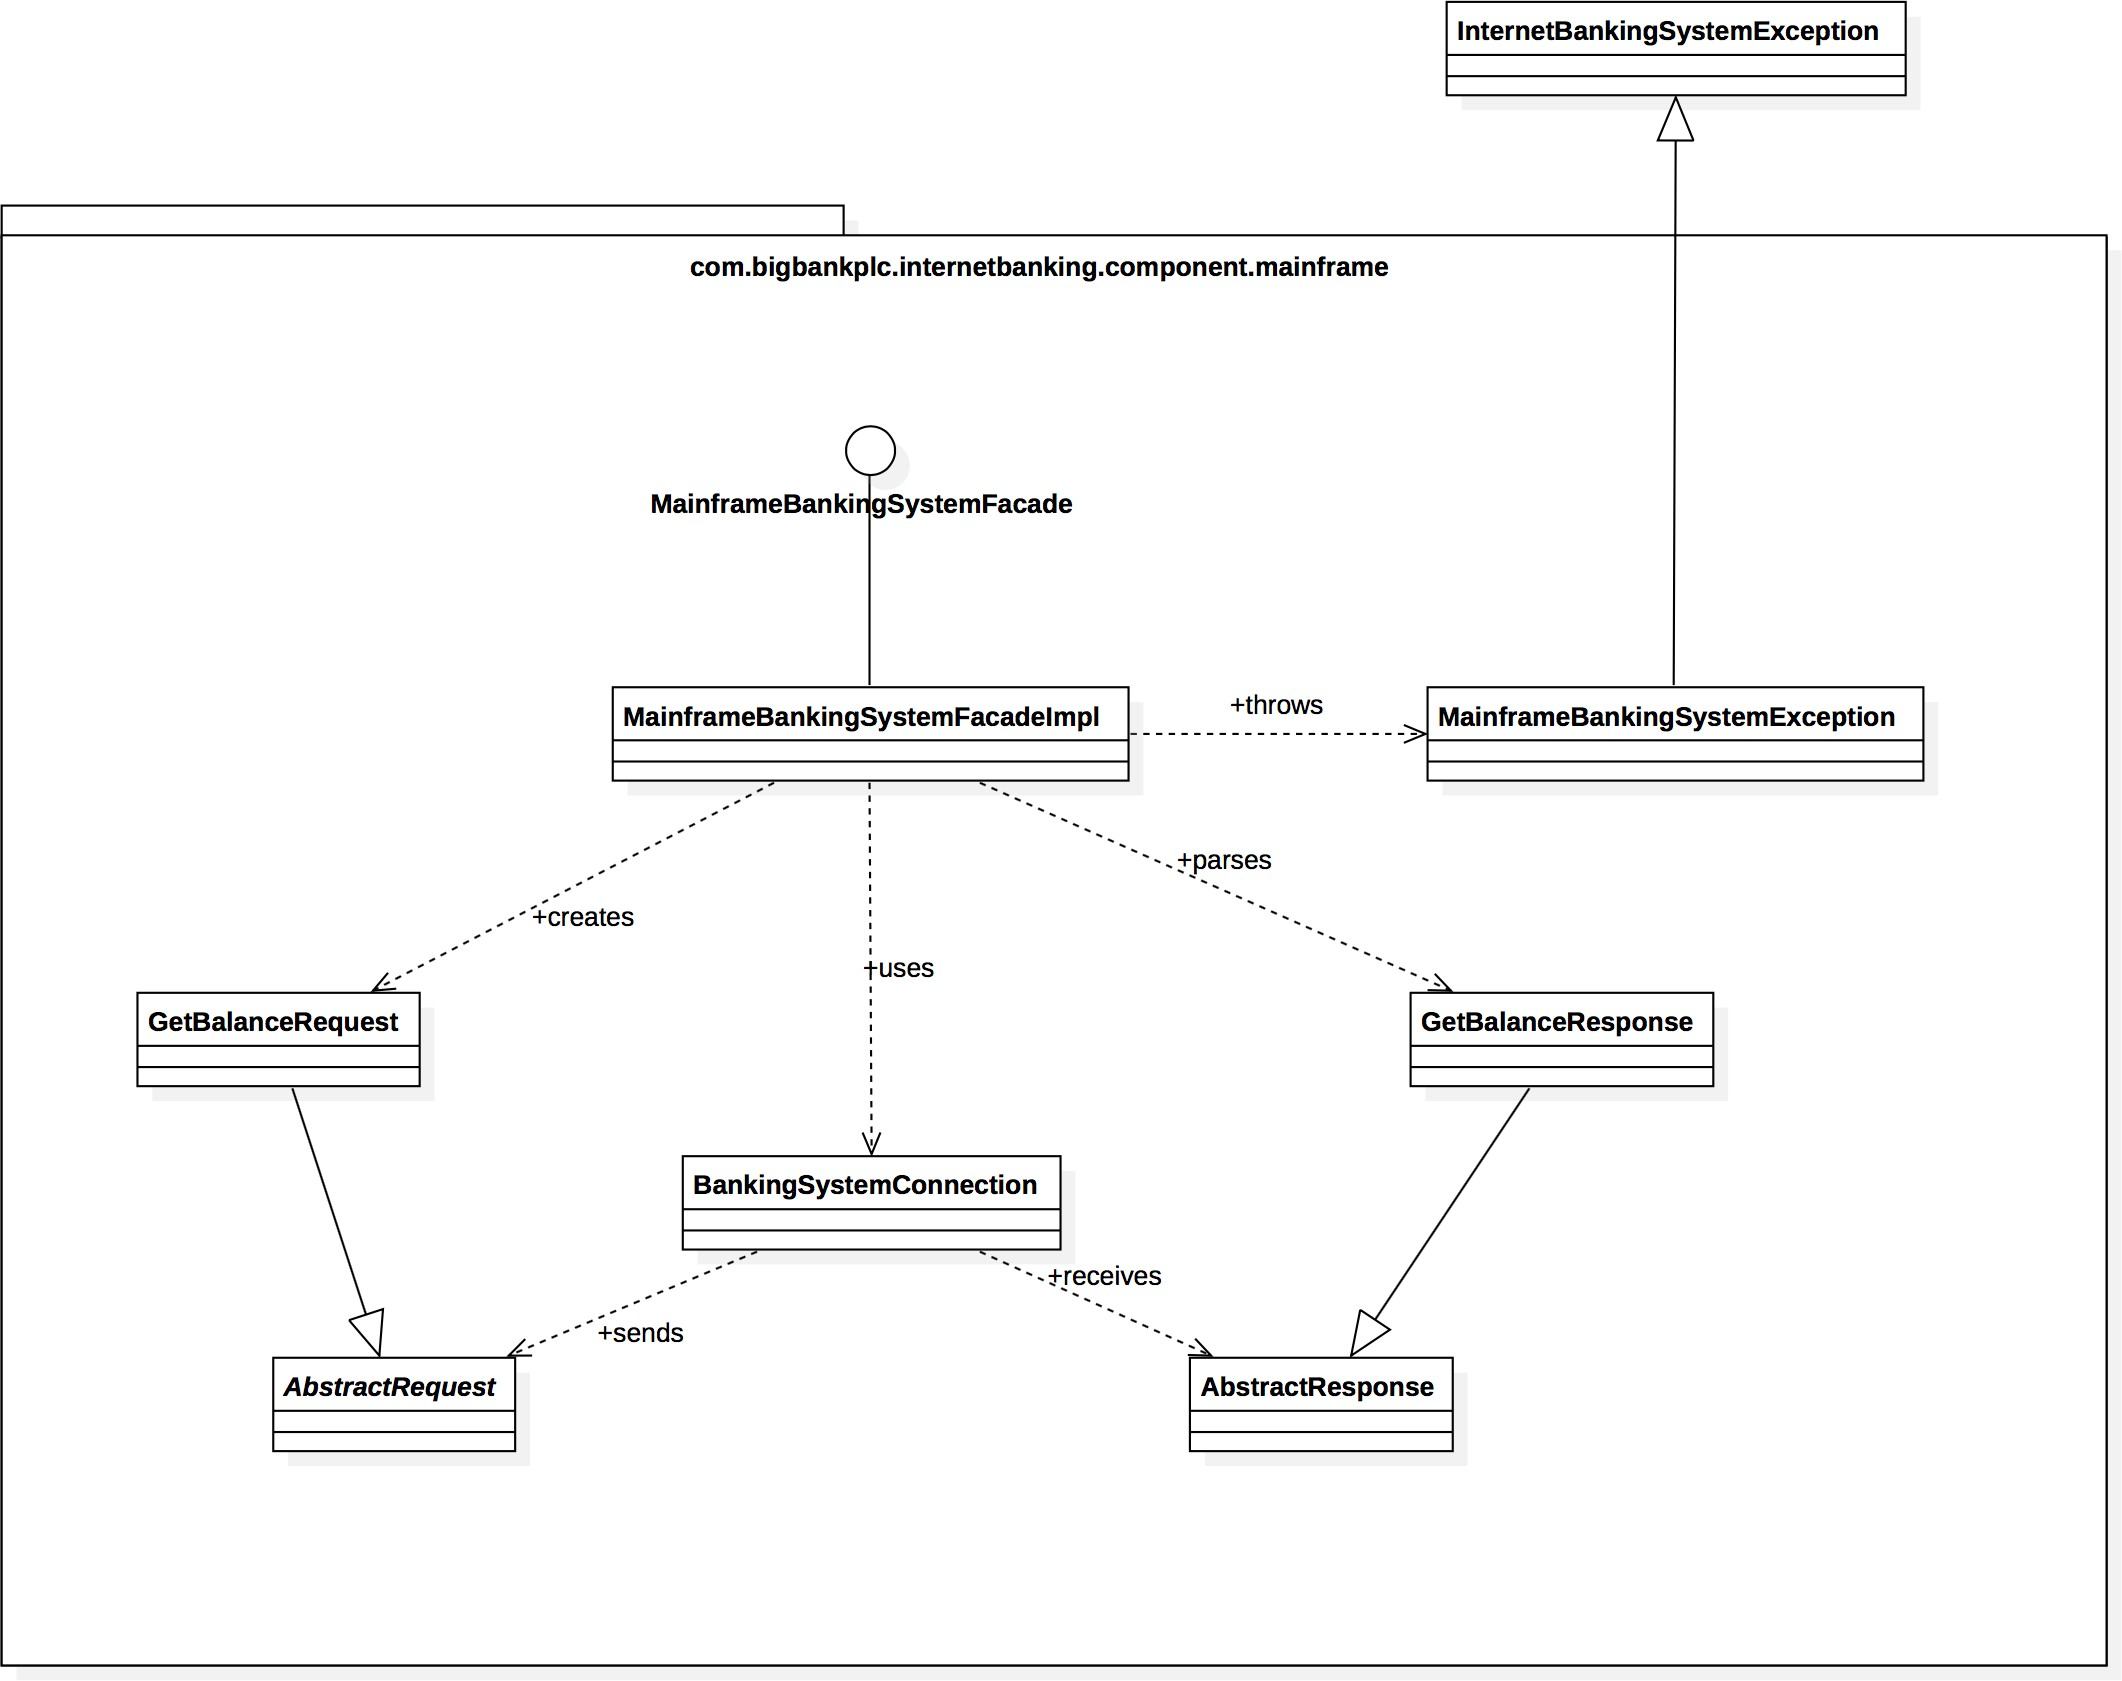 InternetBankingSystemException
com.bigbankplc.internetbanking.component.mainframe
MainframeBankingSystemFacade
MainframeBankingSystemFacadeImpl
+throws
MainframeBankingSystemException
+parses
+creates
+uses
GetBalanceRequest
GetBalanceResponse
BankingSystemConnection
+receives
+sends
AbstractRequest
AbstractResponse